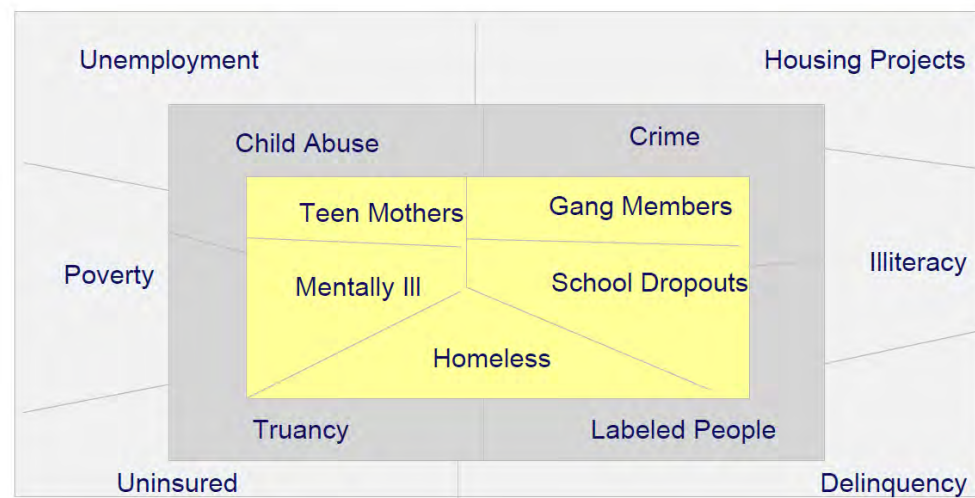 Unemployment
Housing Projects
Child Abuse
Crime
Teen Mothers
Gang Members
Poverty
Mentally Ill
School Dropouts
Illiteracy
Homeless
Truancy
Labeled People
Uninsured
Delinquency